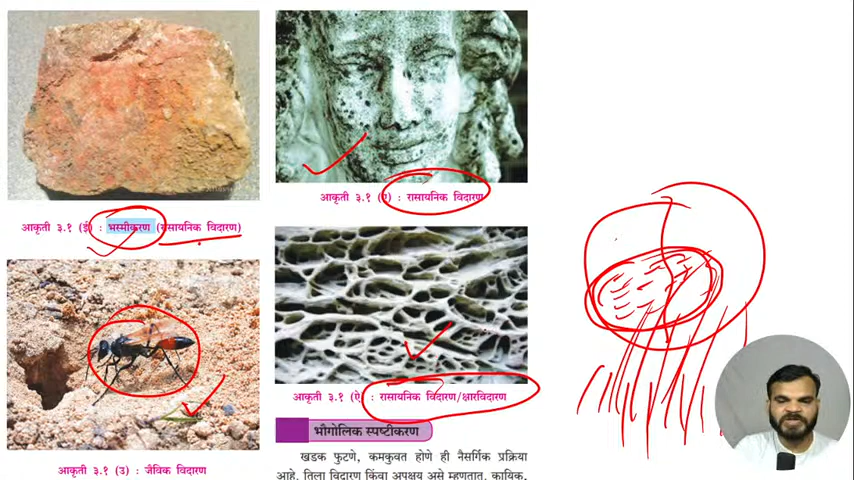 आकृती ३.१ (ई) : भस्मीकरण (रासायनिक विदारण)
आकृती ३.१ (ए) : रासायनिक विदारण
आकृती ३.१ (उ) : जैविक विदारण
आकृती ३.१ (ऐ) : रासायनिक विदारण/क्षारविदारण
भौगोलिक स्पष्टीकरण
खडक फुटणे, कमकुवत होणे ही नैसर्गिक प्रक्रिया
आहे. तिला विदारण किंवा अपक्षय असे म्हणतात. कायिक,